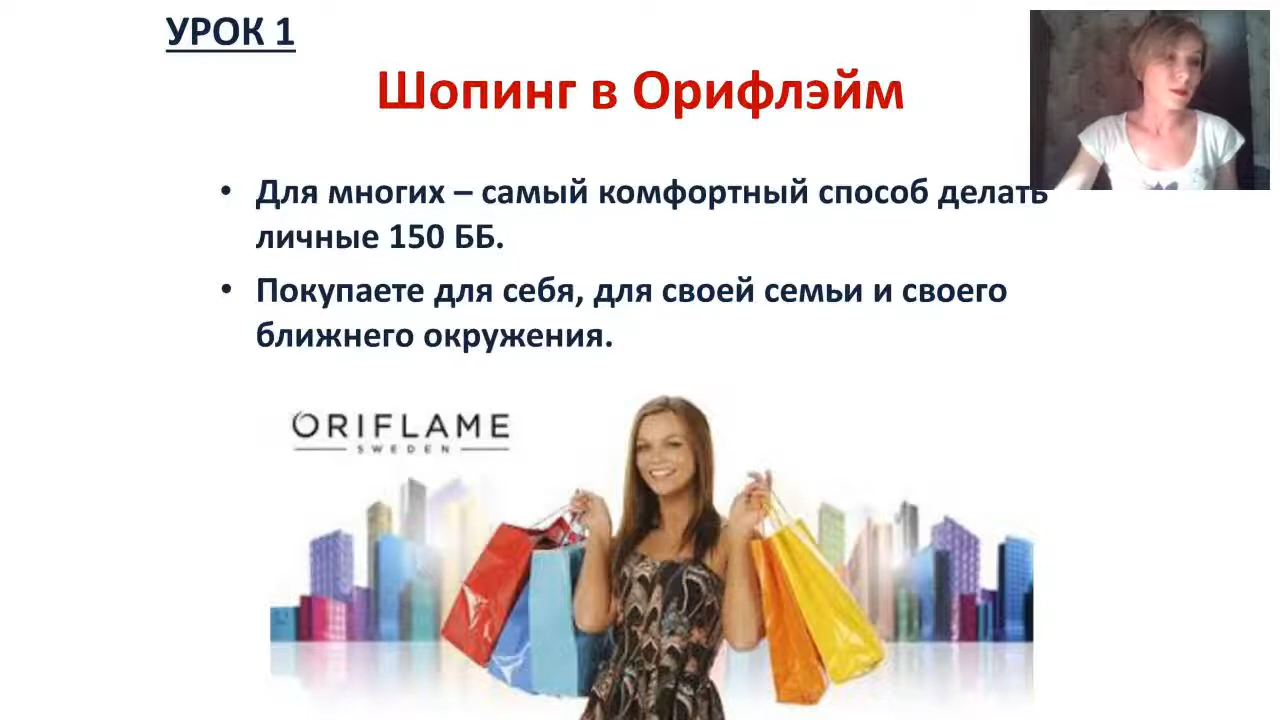 УРОК 1
Шопинг в Орифлэйм
• Для многих – самый комфортный способ делать
личные 150 ББ.
• Покупаете для себя, для своей семьи и своего
ближнего окружения.
ORIFLAME
SWEDEN